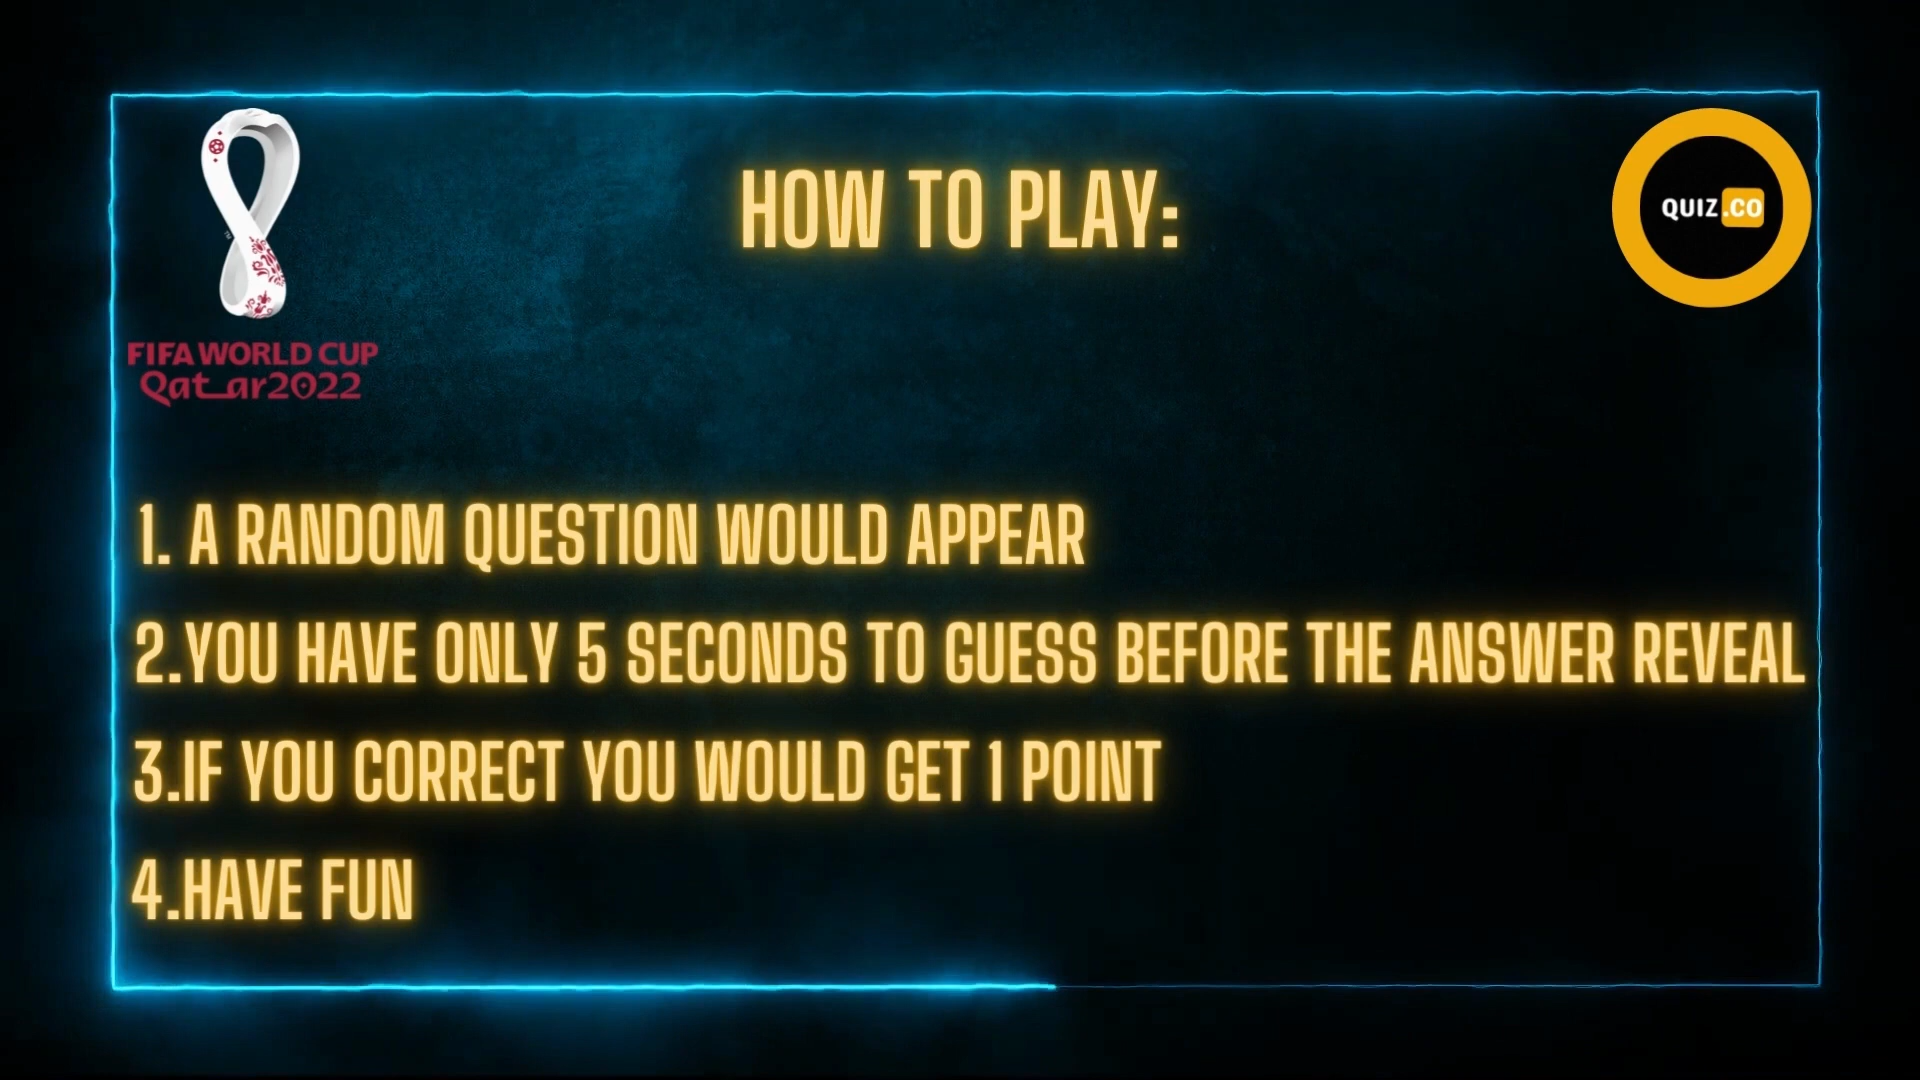 HOW TO PLAY:
QUIZ.CO
FIFA WORLD CUP
Qatar2022
1. A RANDOM QUESTION WOULD APPEAR
2.YOU HAVE ONLY 5 SECONDS TO GUESS BEFORE THE ANSWER REVEAL
3.IF YOU CORRECT YOU WOULD GET 1 POINT
4.HAVE FUN